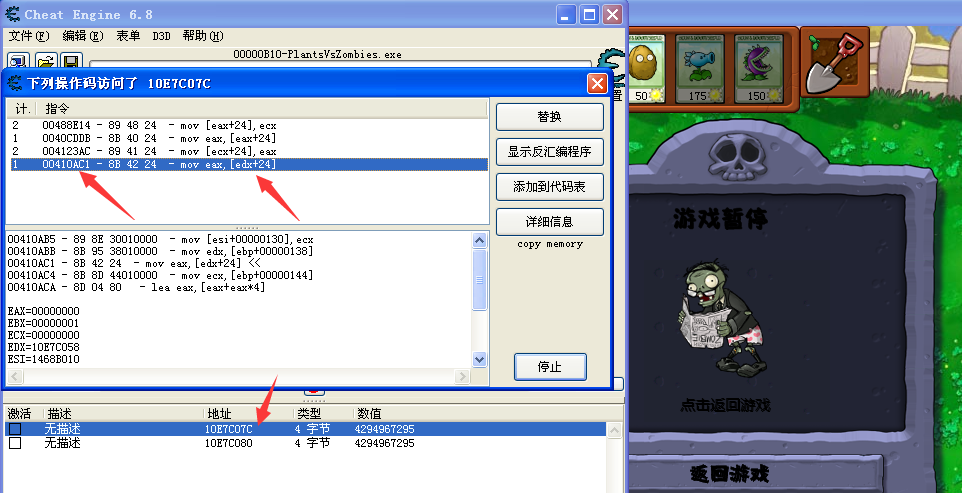 Cheat Engine 6.8
文件(F) 编辑(E) 表单 D3D 帮助(H)
00000B10-PlantsVsZombies.exe
置
下列操作码访问了 10E7C07C
计. 指令
2 00488E14 - 89 48 24 - mov [eax+24],ecx
1 0040CDDB - 8B 40 24 - mov eax,[eax+24]
2 004123AC - 89 41 24 - mov [ecx+24],eax
1 00410AC1 - 8B 42 24 - mov eax,[edx+24]
替换
显示反汇编程序
添加到代码表
详细信息
copy memory
00410AB5 - 89 8E 30010000 - mov [esi+00000130],ecx
00410ABB - 8B 95 38010000 - mov edx,[ebp+00000138]
00410AC1 - 8B 42 24 - mov eax,[edx+24] <<
00410AC4 - 8B 8D 44010000 - mov ecx,[ebp+00000144]
00410ACA - 8D 04 80 - lea eax,[eax+eax*4]
EAX=00000000
EBX=00000001
ECX=00000000
EDX=10E7C058
ESI=1468B010
停止
激活 描述 地址 类型 数值
无描述 10E7C07C 4 字节 4294967295
无描述 10E7C080 4 字节 4294967295
50 175 150
游戏暂停
点击返回游戏
返回游戏